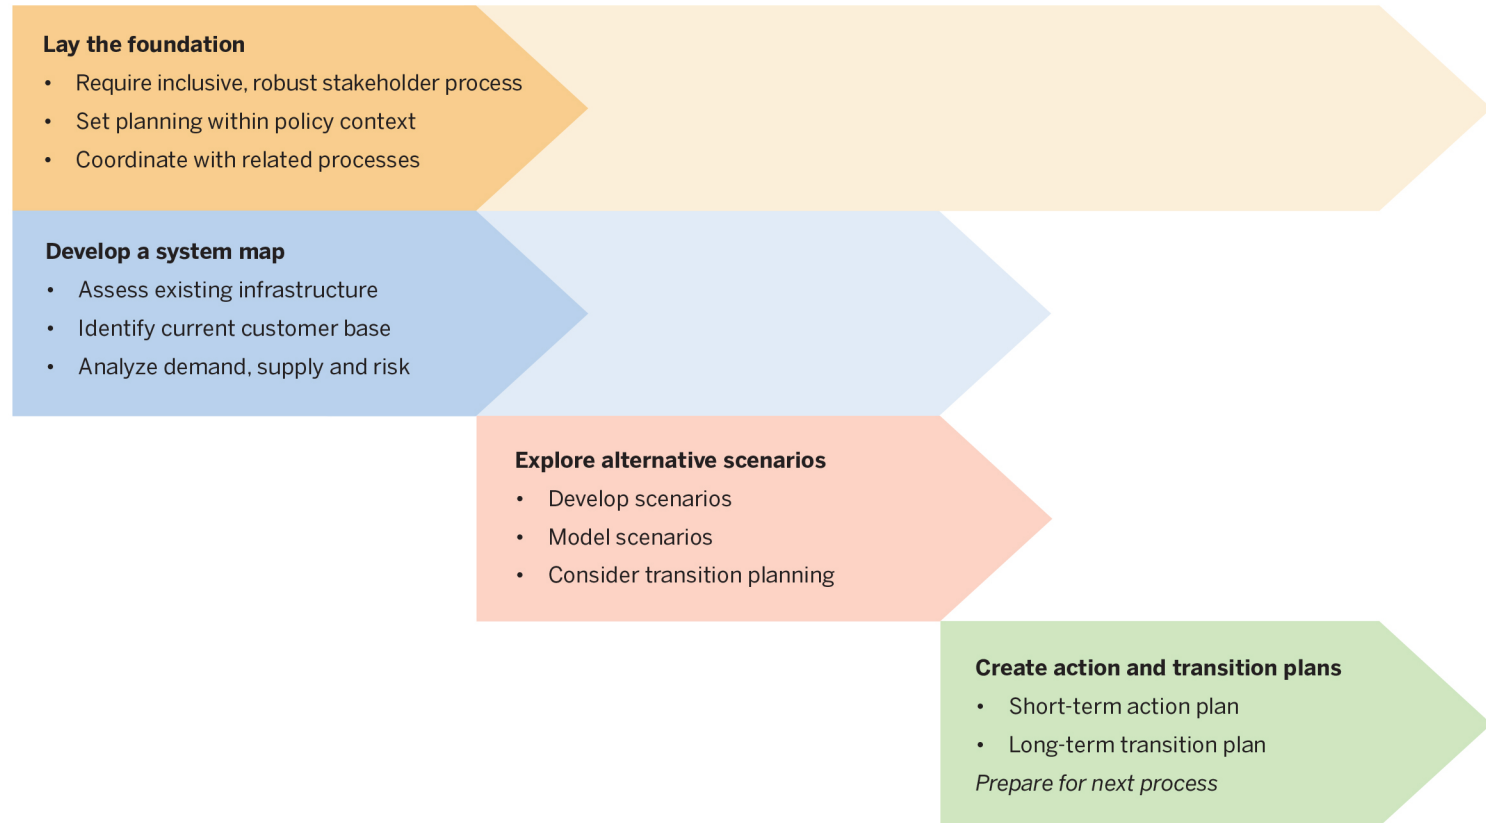 Lay the foundation
• Require inclusive, robust stakeholder process
• Set planning within policy context
• Coordinate with related processes
Develop a system map
• Assess existing infrastructure
• Identify current customer base
• Analyze demand, supply and risk
Explore alternative scenarios
• Develop scenarios
• Model scenarios
• Consider transition planning
Create action and transition plans
• Short-term action plan
• Long-term transition plan
Prepare for next process